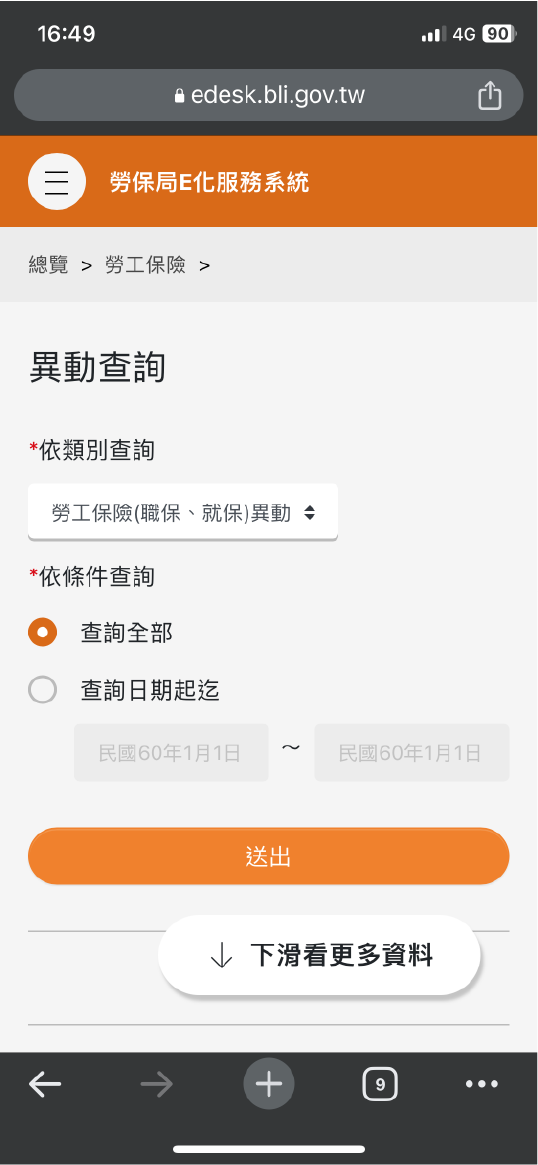 16:49
4G 90
edesk.bli.gov.tw
勞保局E化服務系統
總覽 > 勞工保險 >
異動查詢
*依類別查詢
勞工保險(職保、就保)異動
*依條件查詢
查詢全部
查詢日期起迄
民國60年1月1日 ~ 民國60年1月1日
送出
↓ 下滑看更多資料
9